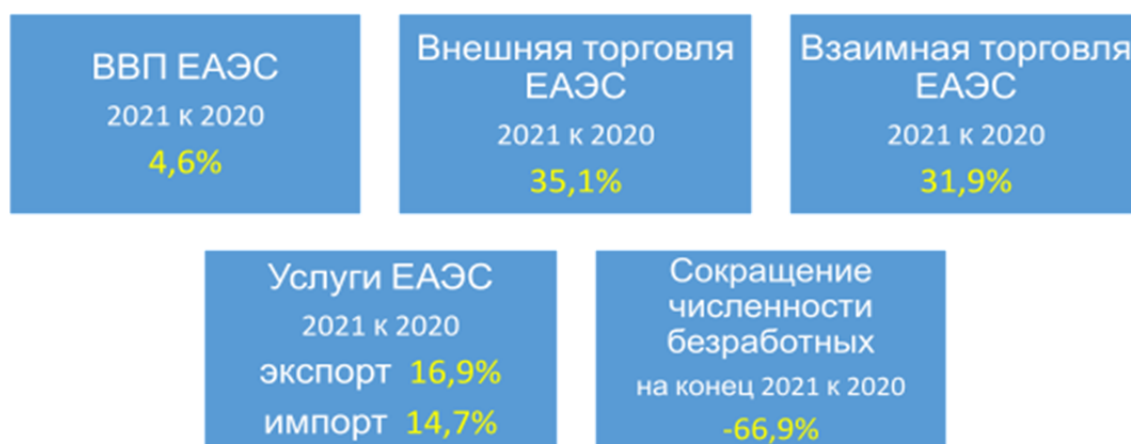 ВВП ЕАЭС
2021 к 2020
4,6%
Внешняя торговля
ЕАЭС
2021 к 2020
35,1%
Взаимная торговля
ЕАЭС
2021 к 2020
31,9%
Услуги ЕАЭС
2021 к 2020
экспорт 16,9%
импорт 14,7%
Сокращение
численности
безработных
на конец 2021 к 2020
-66,9%